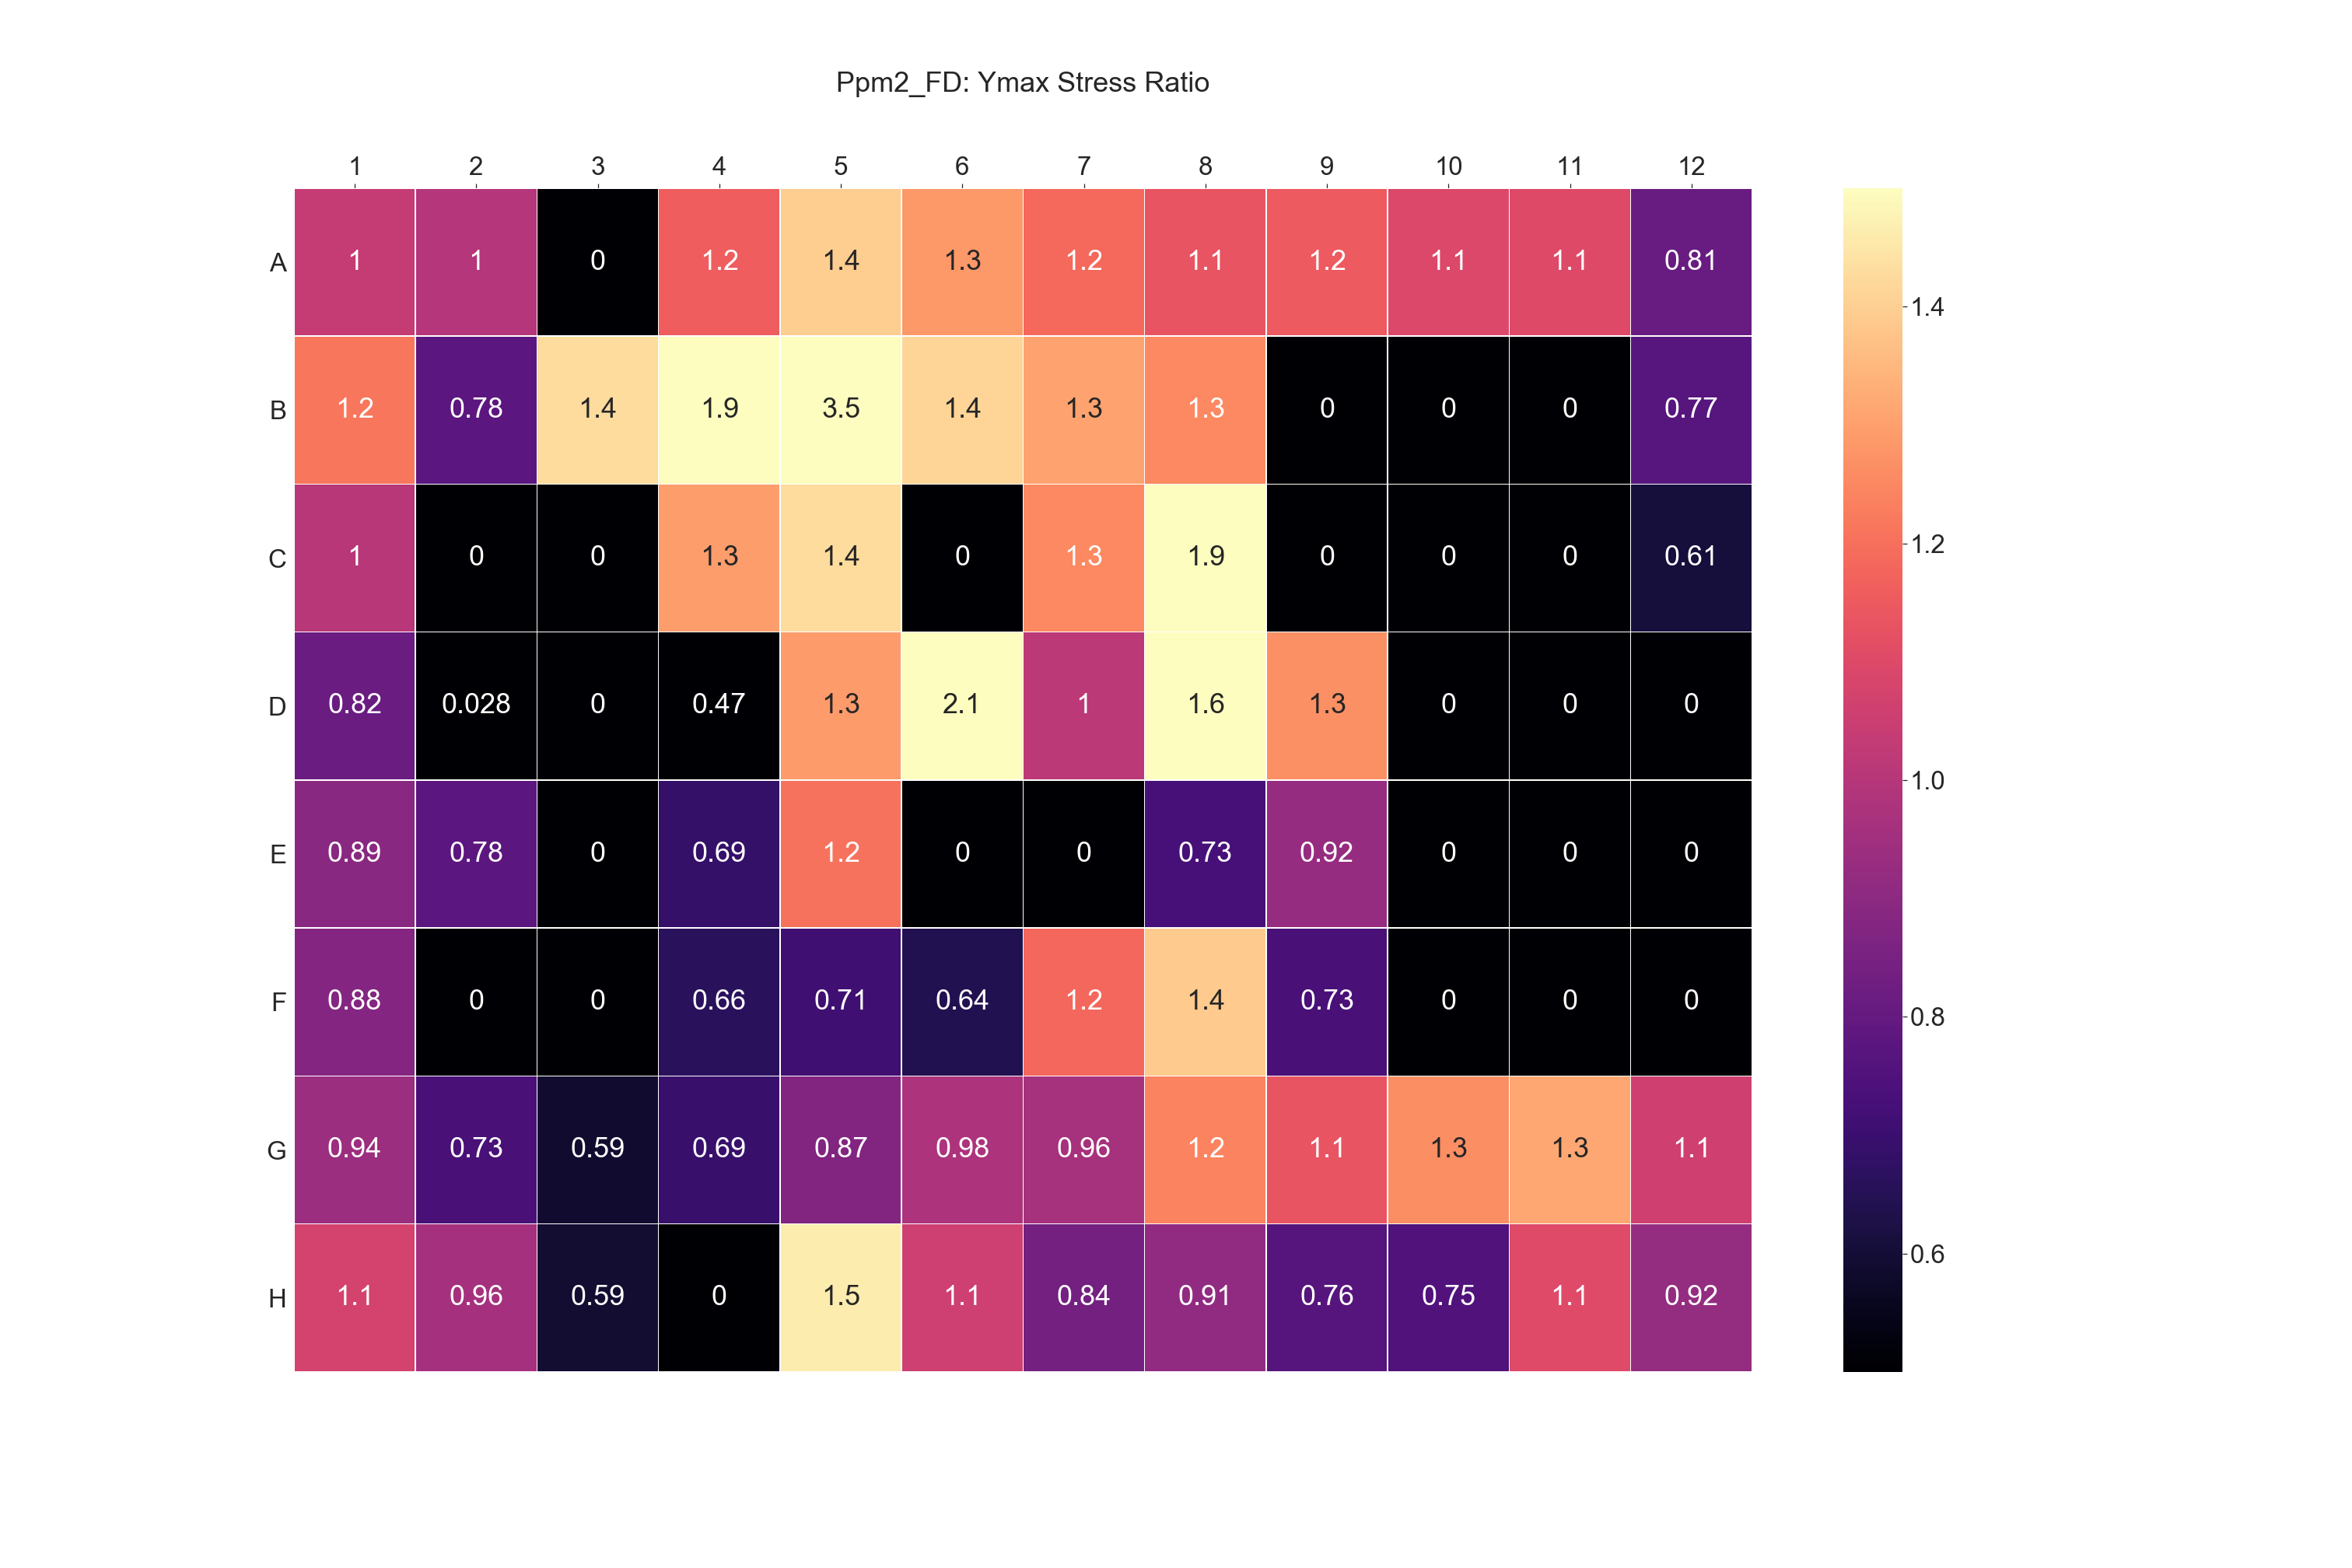 Ppm2_FD: Ymax Stress Ratio
1 2 3 4 5 6 7 8 9 10 11 12
A 1 1 0 1.2 1.4 1.3 1.2 1.1 1.2 1.1 1.1 0.81
1.4
B 1.2 0.78 1.4 1.9 3.5 1.4 1.3 1.3 0 0 0 0.77
C 1 0 0 1.3 1.4 0 1.3 1.9 0 0 0 0.61
1.2
D 0.82 0.028 0 0.47 1.3 2.1 1 1.6 1.3 0 0 0
1.0
E 0.89 0.78 0 0.69 1.2 0 0 0.73 0.92 0 0 0
F 0.88 0 0 0.66 0.71 0.64 1.2 1.4 0.73 0 0 0
0.8
G 0.94 0.73 0.59 0.69 0.87 0.98 0.96 1.2 1.1 1.3 1.3 1.1
0.6
H 1.1 0.96 0.59 0 1.5 1.1 0.84 0.91 0.76 0.75 1.1 0.92